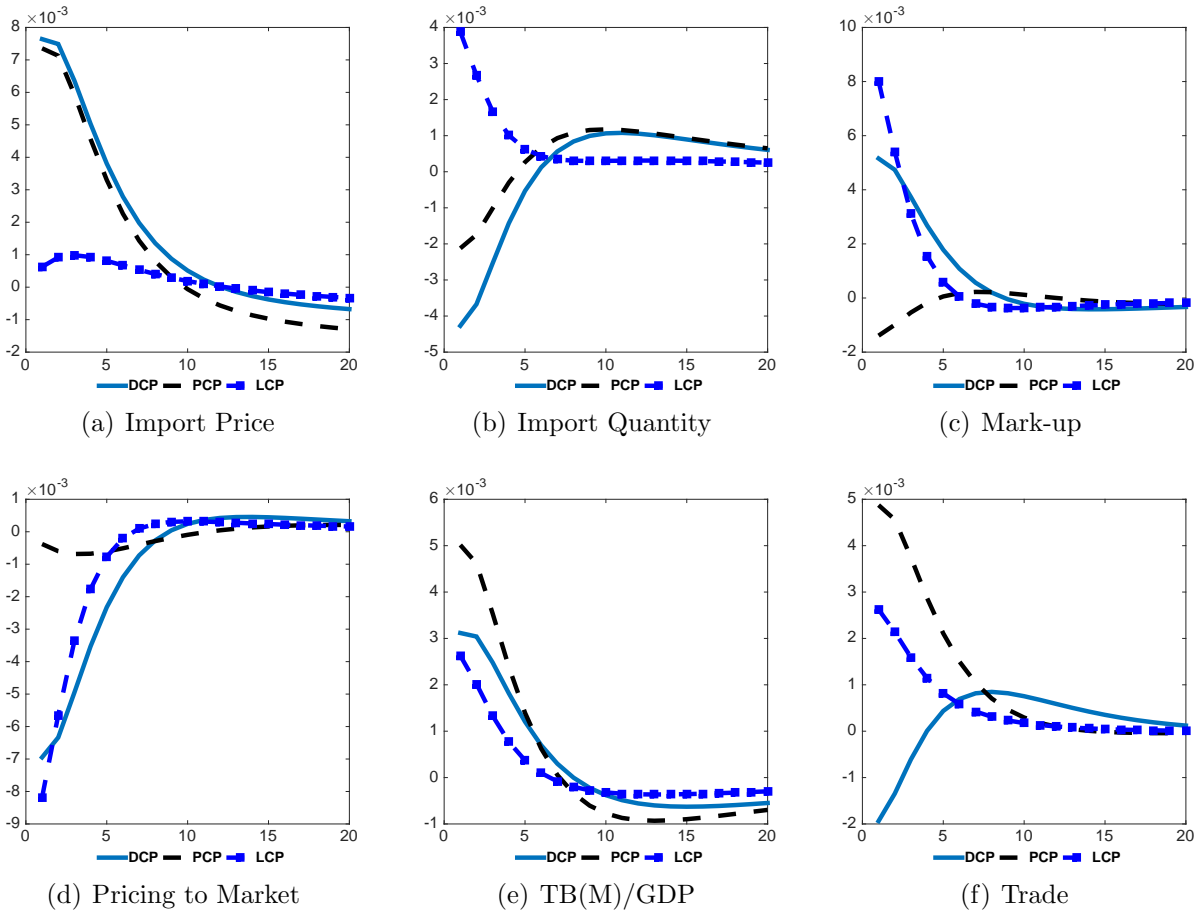 ×10⁻³ ×10⁻³ ×10⁻³
8 4 10
7 3 8
6 2
5 1 6
4 0
3 -1 4
2 -2 2
1 -3
0 0
-1 -4
-2 -5 -2
0 5 10 15 20 0 5 10 15 20 0 5 10 15 20
DCP PCP LCP DCP PCP LCP DCP PCP LCP
(a) Import Price (b) Import Quantity (c) Mark-up
×10⁻³ ×10⁻³ ×10⁻³
1 6 5
0 5 4
-1
-2 4 3
-3 3 2
-4
-5 2 1
-6 1
-7 0
-8 0 -1
-9 -1 -2
0 5 10 15 20 0 5 10 15 20 0 5 10 15 20
DCP PCP LCP DCP PCP LCP DCP PCP LCP
(d) Pricing to Market (e) TB(M)/GDP (f) Trade